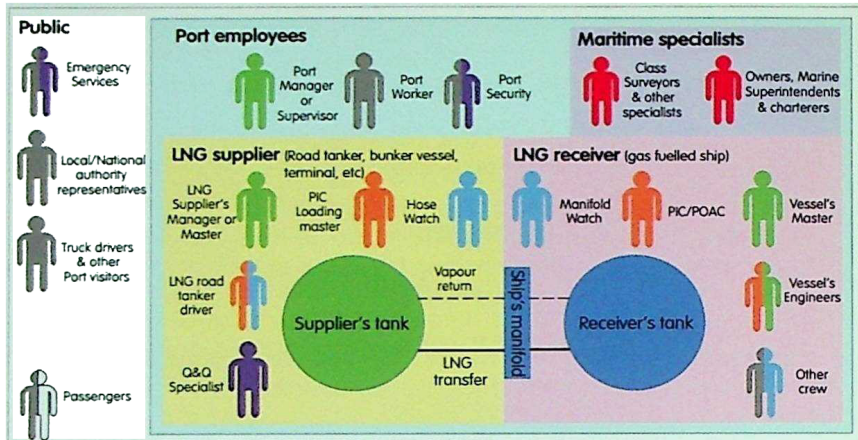 Public
Emergency
Services
Local/National
authority
representatives
Truck drivers
& other
Port visitors
Passengers
Port employees
Port
Manager
or
Supervisor
Port
Worker
Port
Security
Maritime specialists
Class
Surveyors
& other
specialists
Owners, Marine
Superintendents
& charterers
LNG supplier (Road tanker, bunker vessel,
terminal, etc)
LNG
Supplier's
Manager or
Master
PIC
Loading
master
Hose
Watch
LNG road
tanker
driver
Q&Q
Specialist
Supplier's tank
Vapour
return
LNG
transfer
Ship's manifold
LNG receiver (gas fuelled ship)
Manifold
Watch
PIC/POAC
Vessel's
Master
Receiver's tank
Vessel's
Engineers
Other
crew